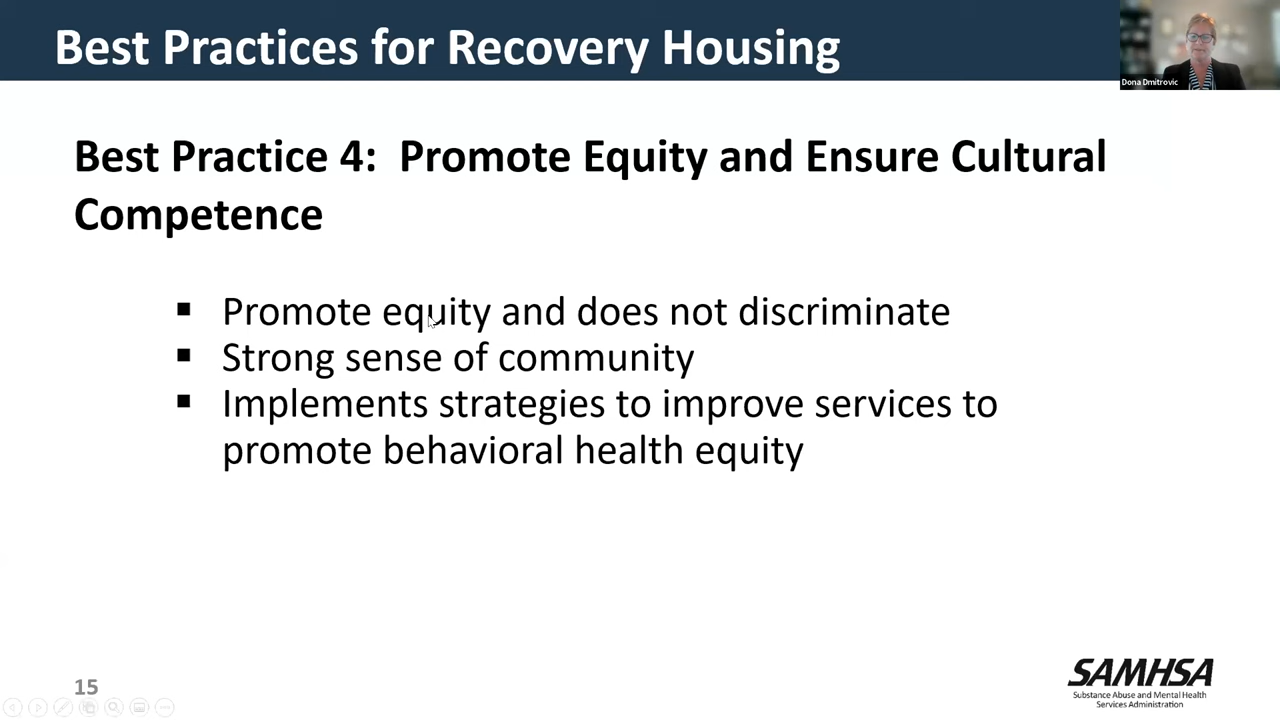 Best Practices for Recovery Housing
Dona Dmitrovic
Best Practice 4:  Promote Equity and Ensure Cultural
Competence
▪ Promote equity and does not discriminate
▪ Strong sense of community
▪ Implements strategies to improve services to
promote behavioral health equity
15
SAMHSA
Substance Abuse and Mental Health
Services Administration